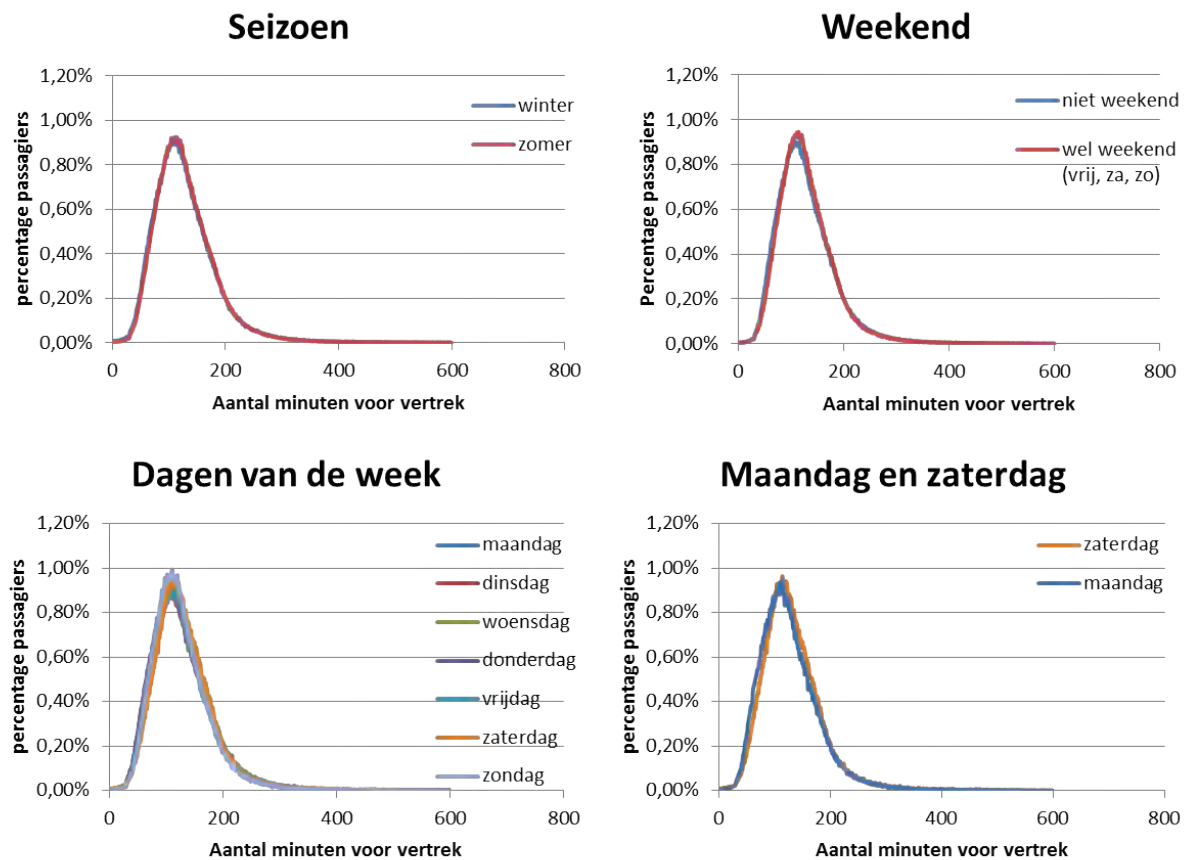 Seizoen
percentage passagiers
1,20%
1,00%
0,80%
0,60%
0,40%
0,20%
0,00%
winter
zomer
0 200 400 600 800
Aantal minuten voor vertrek
Weekend
Percentage passagiers
1,20%
1,00%
0,80%
0,60%
0,40%
0,20%
0,00%
niet weekend
wel weekend
(vrij, za, zo)
0 200 400 600 800
Aantal minuten voor vertrek
Dagen van de week
percentage passagiers
1,20%
1,00%
0,80%
0,60%
0,40%
0,20%
0,00%
maandag
dinsdag
woensdag
donderdag
vrijdag
zaterdag
zondag
0 200 400 600 800
Aantal minuten voor vertrek
Maandag en zaterdag
percentage passagiers
1,20%
1,00%
0,80%
0,60%
0,40%
0,20%
0,00%
zaterdag
maandag
0 200 400 600 800
Aantal minuten voor vertrek